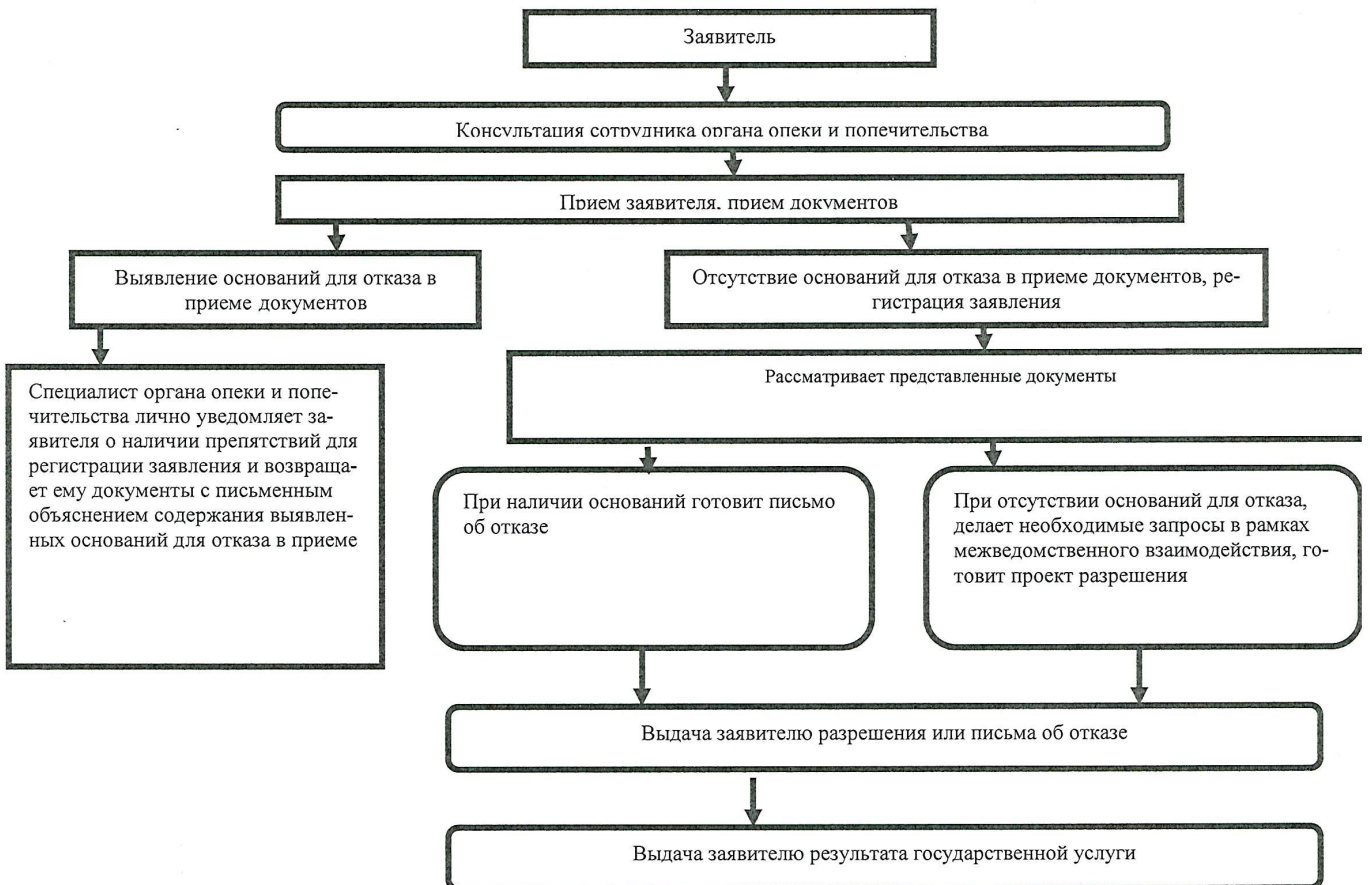 Заявитель
Консультация сотрудника органа опеки и попечительства
Прием заявителя, прием документов
Выявление оснований для отказа в
приеме документов
Отсутствие оснований для отказа в приеме документов, ре-
гистрация заявления
Специалист органа опеки и попе-
чительства лично уведомляет за-
явителя о наличии препятствий для
регистрации заявления и возвраща-
ет ему документы с письменным
объяснением содержания выявлен-
ных оснований для отказа в приеме
Рассматривает представленные документы
При наличии оснований готовит письмо
об отказе
При отсутствии оснований для отказа,
делает необходимые запросы в рамках
межведомственного взаимодействия, го-
товит проект разрешения
Выдача заявителю разрешения или письма об отказе
Выдача заявителю результата государственной услуги